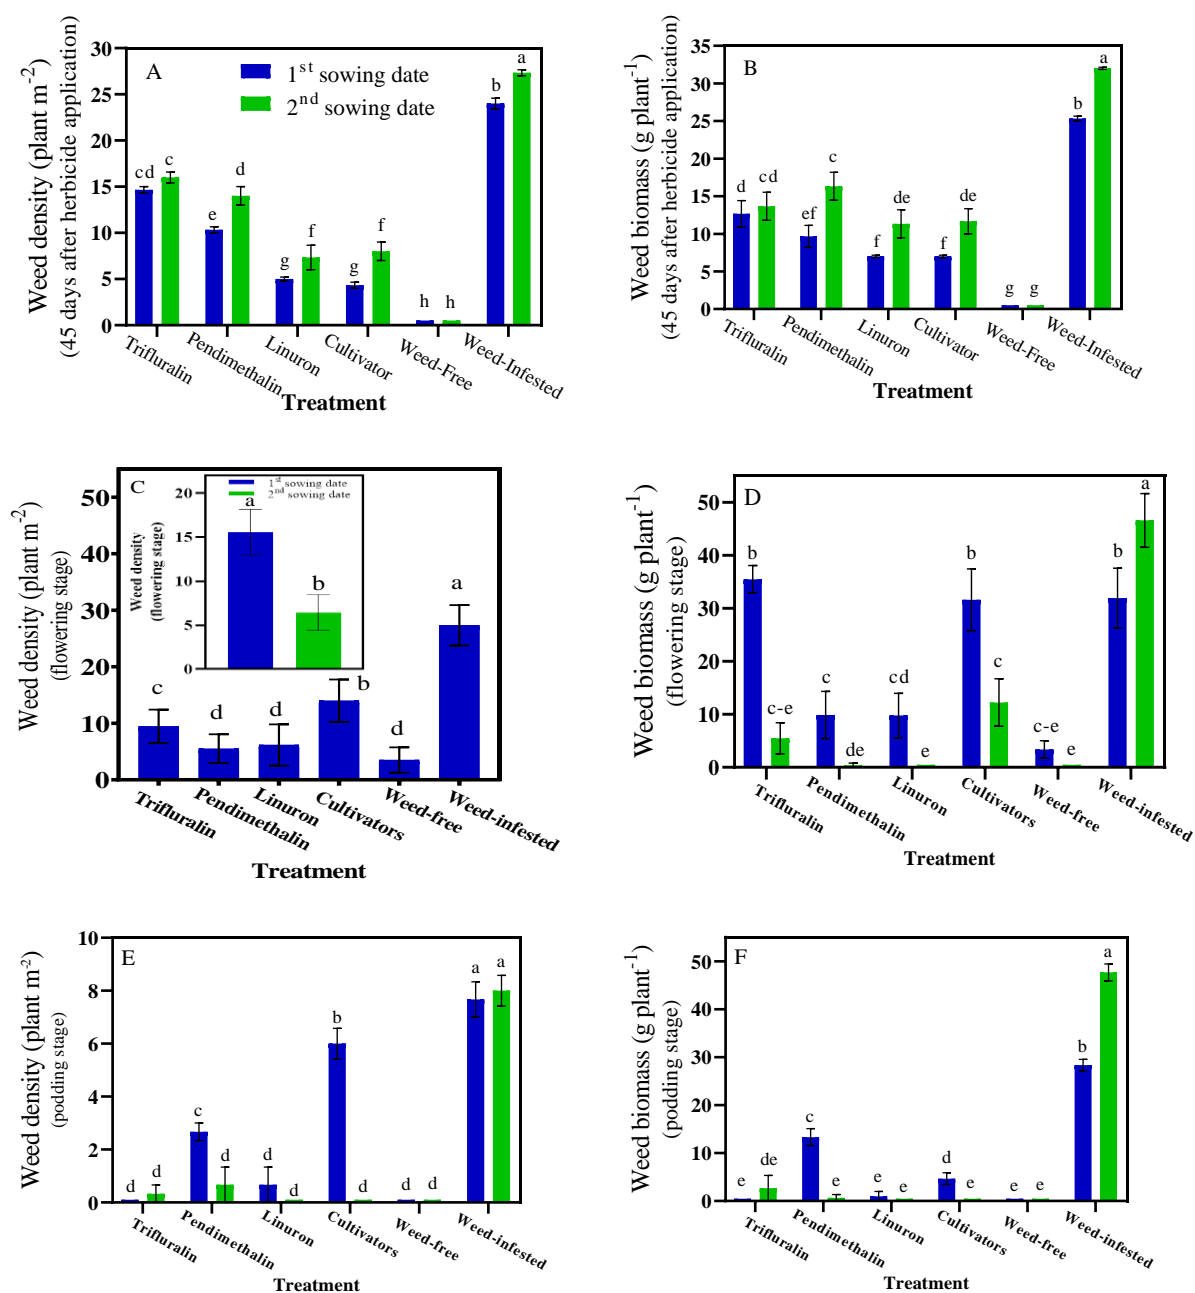 Weed density (plant m-2)
(45 days after herbicide application)
30
25
20
15
10
5
0
A
1st sowing date
2nd sowing date
cd
c
e
d
g
f
g
f
h
h
b
a
Trifluralin
Pendimethalin
Linuron
Cultivator
Weed-Free
Weed-Infested
Treatment
Weed biomass (g plant-1)
(45 days after herbicide application)
35
30
25
20
15
10
5
0
B
d
cd
ef
c
f
de
f
de
g
g
b
a
Trifluralin
Pendimethalin
Linuron
Cultivator
Weed-Free
Weed-Infested
Treatment
Weed density (plant m-2)
(flowering stage)
50
40
30
20
10
0
C
Weed density
(flowering stage)
20
15
10
5
0
1st sowing date
2nd sowing date
a
b
c
d
d
b
d
a
Trifluralin
Pendimethalin
Linuron
Cultivators
Weed-free
Weed-infested
Treatment
Weed biomass (g plant-1)
(flowering stage)
50
40
30
20
10
0
D
b
c-e
c
de
cd
e
b
c
c-e
e
b
a
Trifluralin
Pendimethalin
Linuron
Cultivators
Weed-free
Weed-infested
Treatment
Weed density (plant m-2)
(podding stage)
10
8
6
4
2
0
E
d
d
c
d
d
d
b
d
d
d
a
a
Trifluralin
Pendimethalin
Linuron
Cultivators
Weed-free
Weed-infested
Treatment
Weed biomass (g plant-1)
(podding stage)
50
40
30
20
10
0
F
e
de
c
e
e
e
d
e
e
e
b
a
Trifluralin
Pendimethalin
Linuron
Cultivators
Weed-free
Weed-infested
Treatment